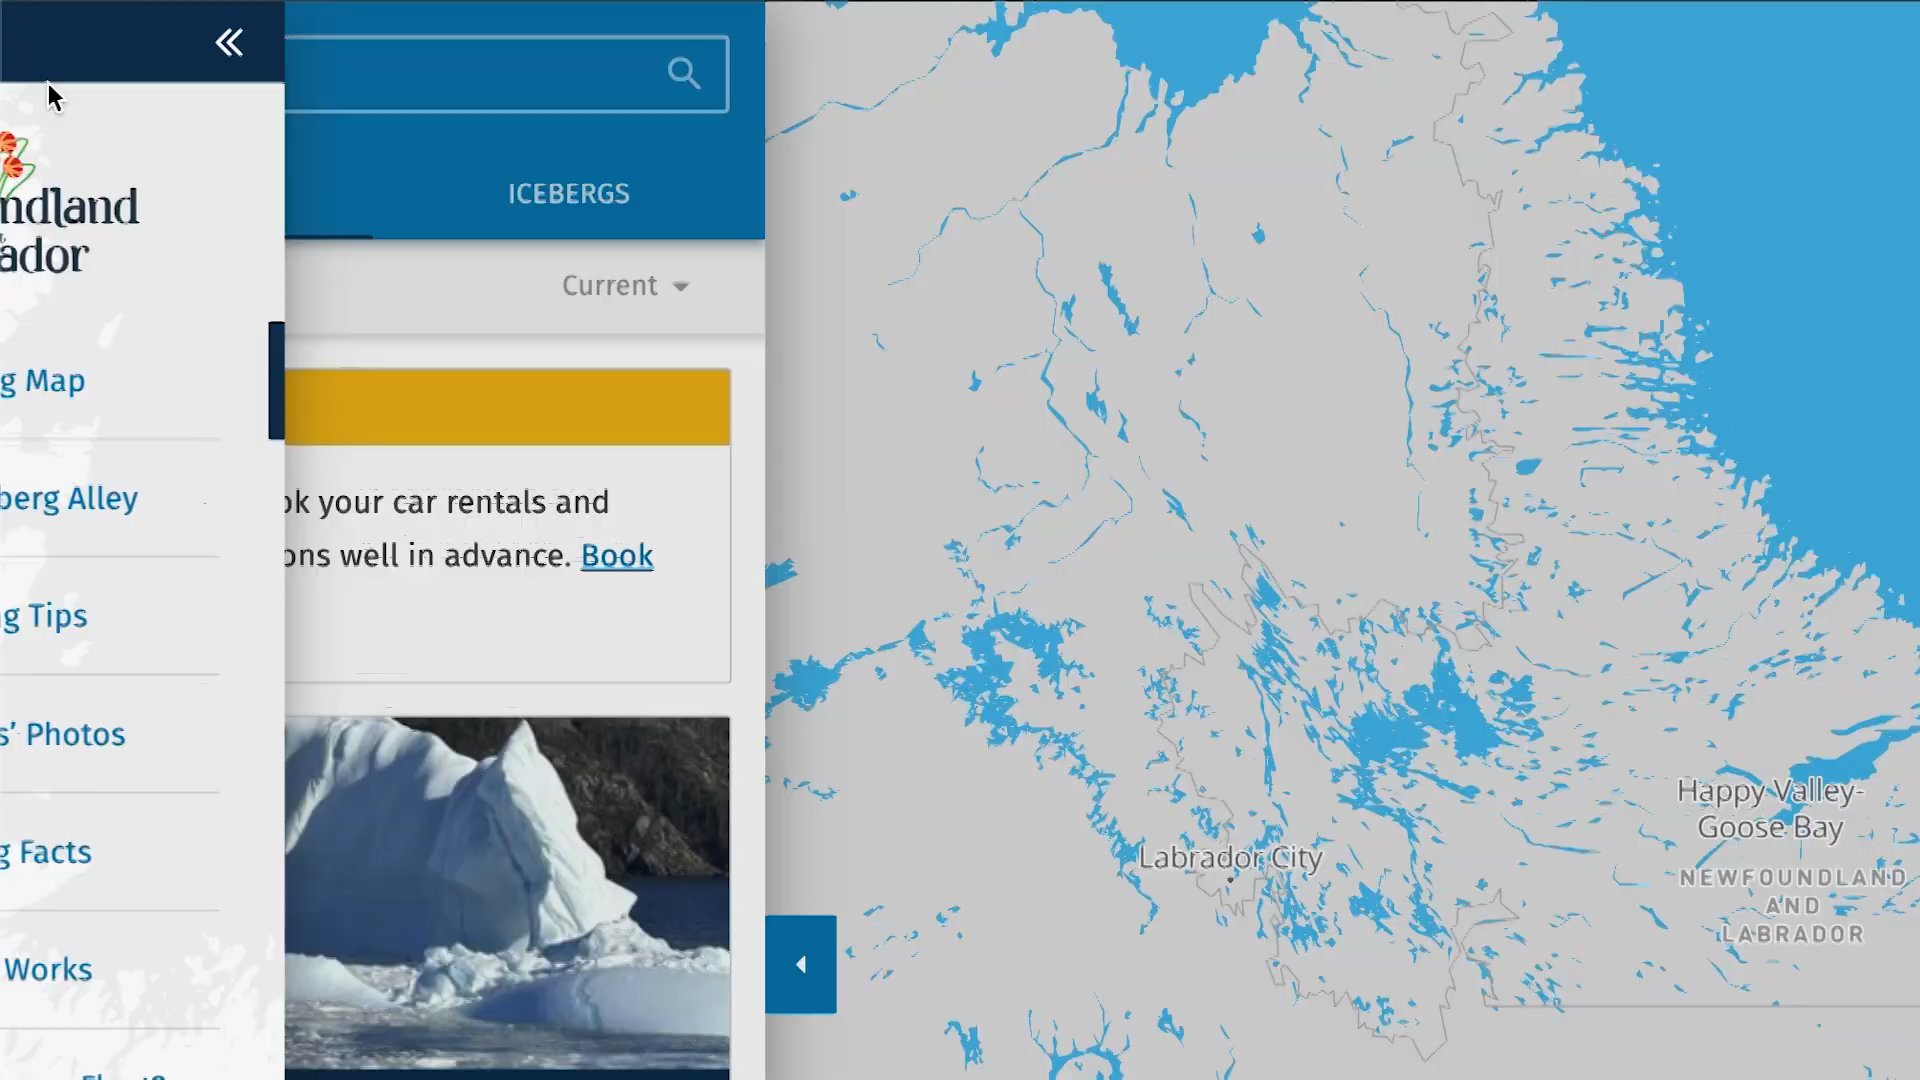 ndland
ador
g Map
berg Alley
g Tips
s' Photos
g Facts
Works
ICEBERGS
Current
ok your car rentals and
ons well in advance. Book
Labrador City
Happy Valley-
Goose Bay
NEWFOUNDLAND
AND
LABRADOR